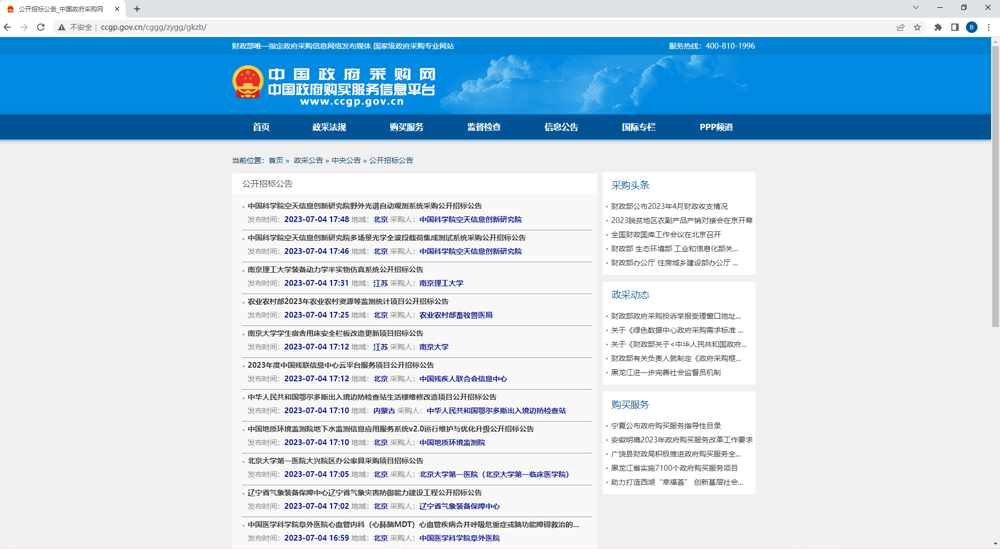 公开招标公告_中国政府采购网
不安全
ccgp.gov.cn/cggg/zygg/gkzb/
B
财政部唯一指定政府采购信息网络发布媒体 国家级政府采购专业网站
服务热线：400-810-1996
中国政府采购网
中国政府购买服务信息平台
www.ccgp.gov.cn
首页 政采法规 购买服务 监督检查 信息公告 国际专栏 PPP频道
当前位置：首页 » 政采公告 » 中央公告 » 公开招标公告
公开招标公告
中国科学院空天信息创新研究院野外光谱自动观测系统采购公开招标公告
发布时间：2023-07-04 17:48 地域：北京 采购人：中国科学院空天信息创新研究院
中国科学院空天信息创新研究院多场景光学全波段载荷集成测试系统采购公开招标公告
发布时间：2023-07-04 17:46 地域：北京 采购人：中国科学院空天信息创新研究院
南京理工大学装备动力学半实物仿真系统公开招标公告
发布时间：2023-07-04 17:31 地域：江苏 采购人：南京理工大学
农业农村部2023年农业农村资源等监测统计项目公开招标公告
发布时间：2023-07-04 17:25 地域：北京 采购人：农业农村部畜牧兽医局
南京大学学生宿舍用床安全栏板改造更新项目招标公告
发布时间：2023-07-04 17:12 地域：江苏 采购人：南京大学
2023年度中国残联信息中心云平台服务项目公开招标公告
发布时间：2023-07-04 17:12 地域：北京 采购人：中国残疾人联合会信息中心
中华人民共和国鄂尔多斯出入境边防检查站生活楼维修改造项目公开招标公告
发布时间：2023-07-04 17:10 地域：内蒙古 采购人：中华人民共和国鄂尔多斯出入境边防检查站
中国地质环境监测院地下水监测信息应用服务系统v2.0运行维护与优化升级公开招标公告
发布时间：2023-07-04 17:10 地域：北京 采购人：中国地质环境监测院
北京大学第一医院大兴院区办公家具采购项目招标公告
发布时间：2023-07-04 17:05 地域：北京 采购人：北京大学第一医院（北京大学第一临床医学院）
辽宁省气象装备保障中心辽宁省气象灾害防御能力建设工程公开招标公告
发布时间：2023-07-04 17:02 地域：北京 采购人：辽宁省气象装备保障中心
中国医学科学院阜外医院心血管内科（心肺脑MDT）心血管疾病合并呼吸危重症或脑功能障碍救治的...
发布时间：2023-07-04 16:59 地域：北京 采购人：中国医学科学院阜外医院
采购头条
财政部公布2023年4月财政收支情况
2023脱贫地区农副产品产销对接会在京开幕
全国财政国库工作会议在北京召开
财政部 生态环境部 工业和信息化部关...
财政部办公厅 住房城乡建设部办公厅 ...
政采动态
财政部政府采购投诉举报受理窗口地址...
关于《绿色数据中心政府采购需求标准 ...
关于《财政部关于<中华人民共和国政府...
财政部有关负责人就制定《政府采购框...
黑龙江进一步完善社会监督员机制
购买服务
宁夏公布政府购买服务指导性目录
安徽明确2023年政府购买服务改革工作要求
广饶县财政局积极推进政府购买服务全...
黑龙江省实施7100个政府购买服务项目
助力打造西湖“幸福荟” 创新基层社会...